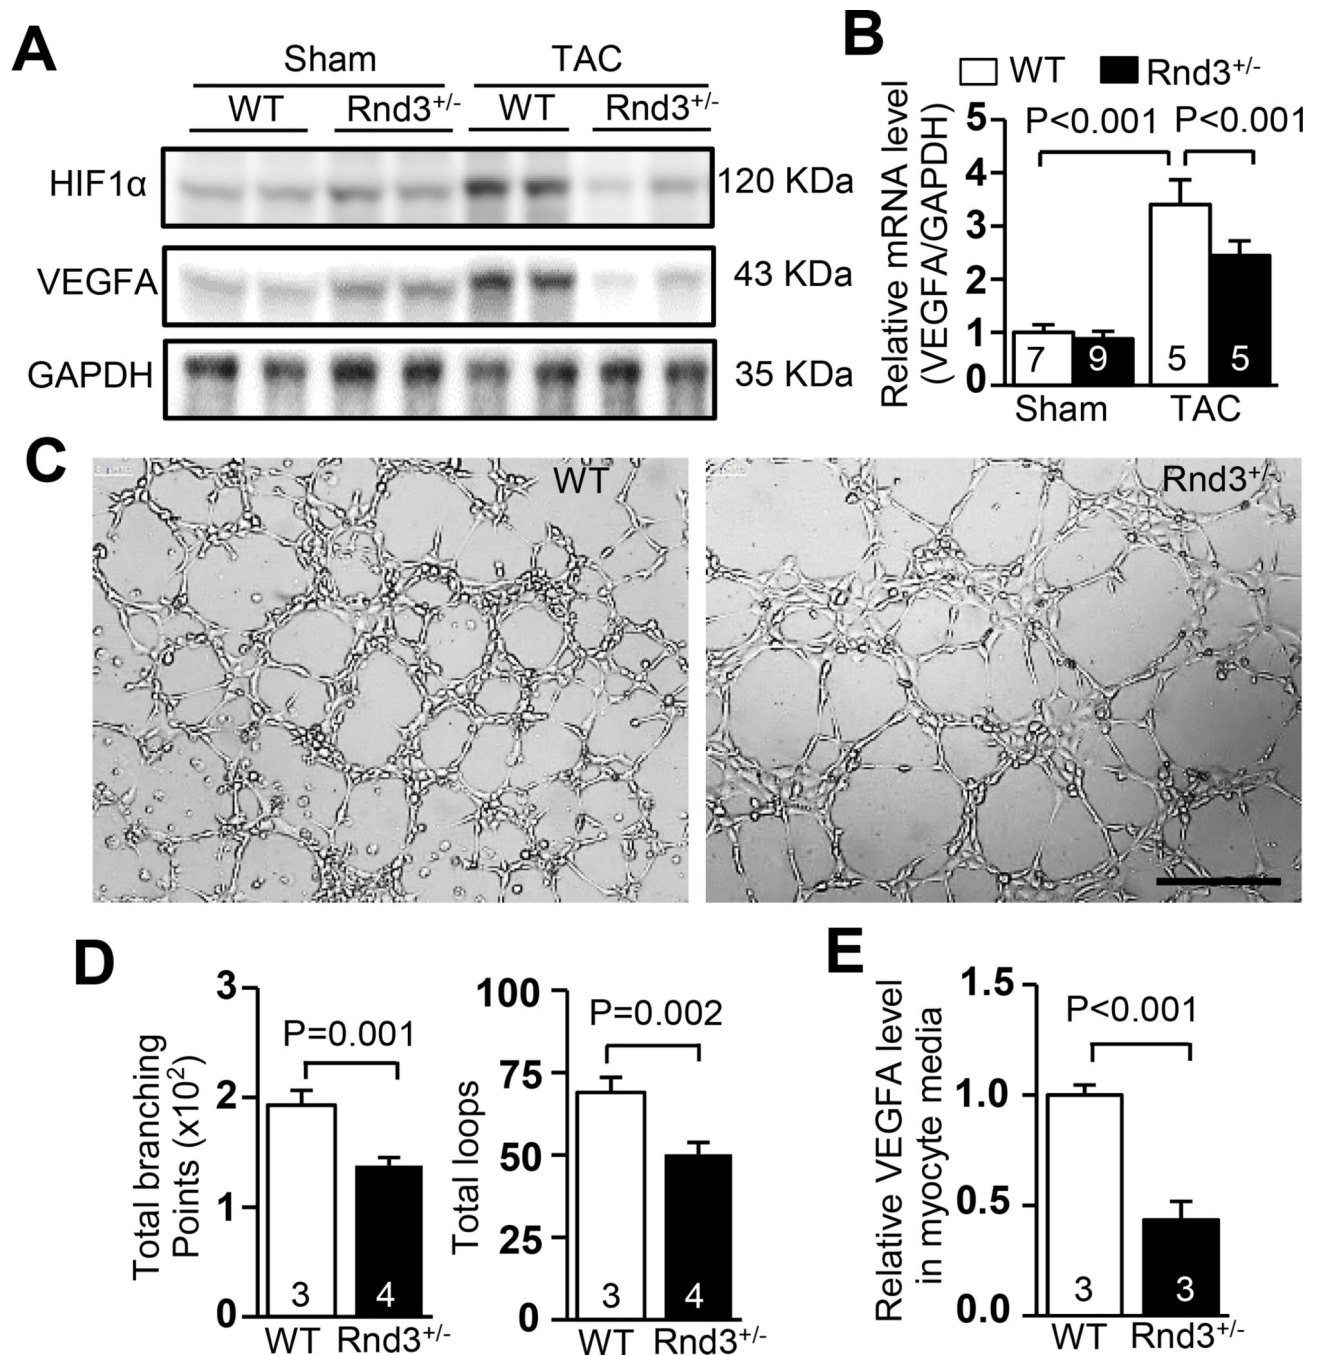 A
Sham TAC
WT Rnd3+/- WT Rnd3+/-
HIF1α 120 KDa
VEGFA 43 KDa
GAPDH 35 KDa
B
WT Rnd3+/-
Relative mRNA level
(VEGFA/GAPDH)
5
4
3
2
1
0
P<0.001 P<0.001
7 9 5 5
Sham TAC
C
WT
Rnd3+/-
D
Total branching
Points (x10²)
3
2
1
0
P=0.001
3 4
WT Rnd3+/-
Total loops
100
75
50
25
0
P=0.002
3 4
WT Rnd3+/-
E
Relative VEGFA level
in myocyte media
1.5
1.0
0.5
0.0
P<0.001
3 3
WT Rnd3+/-